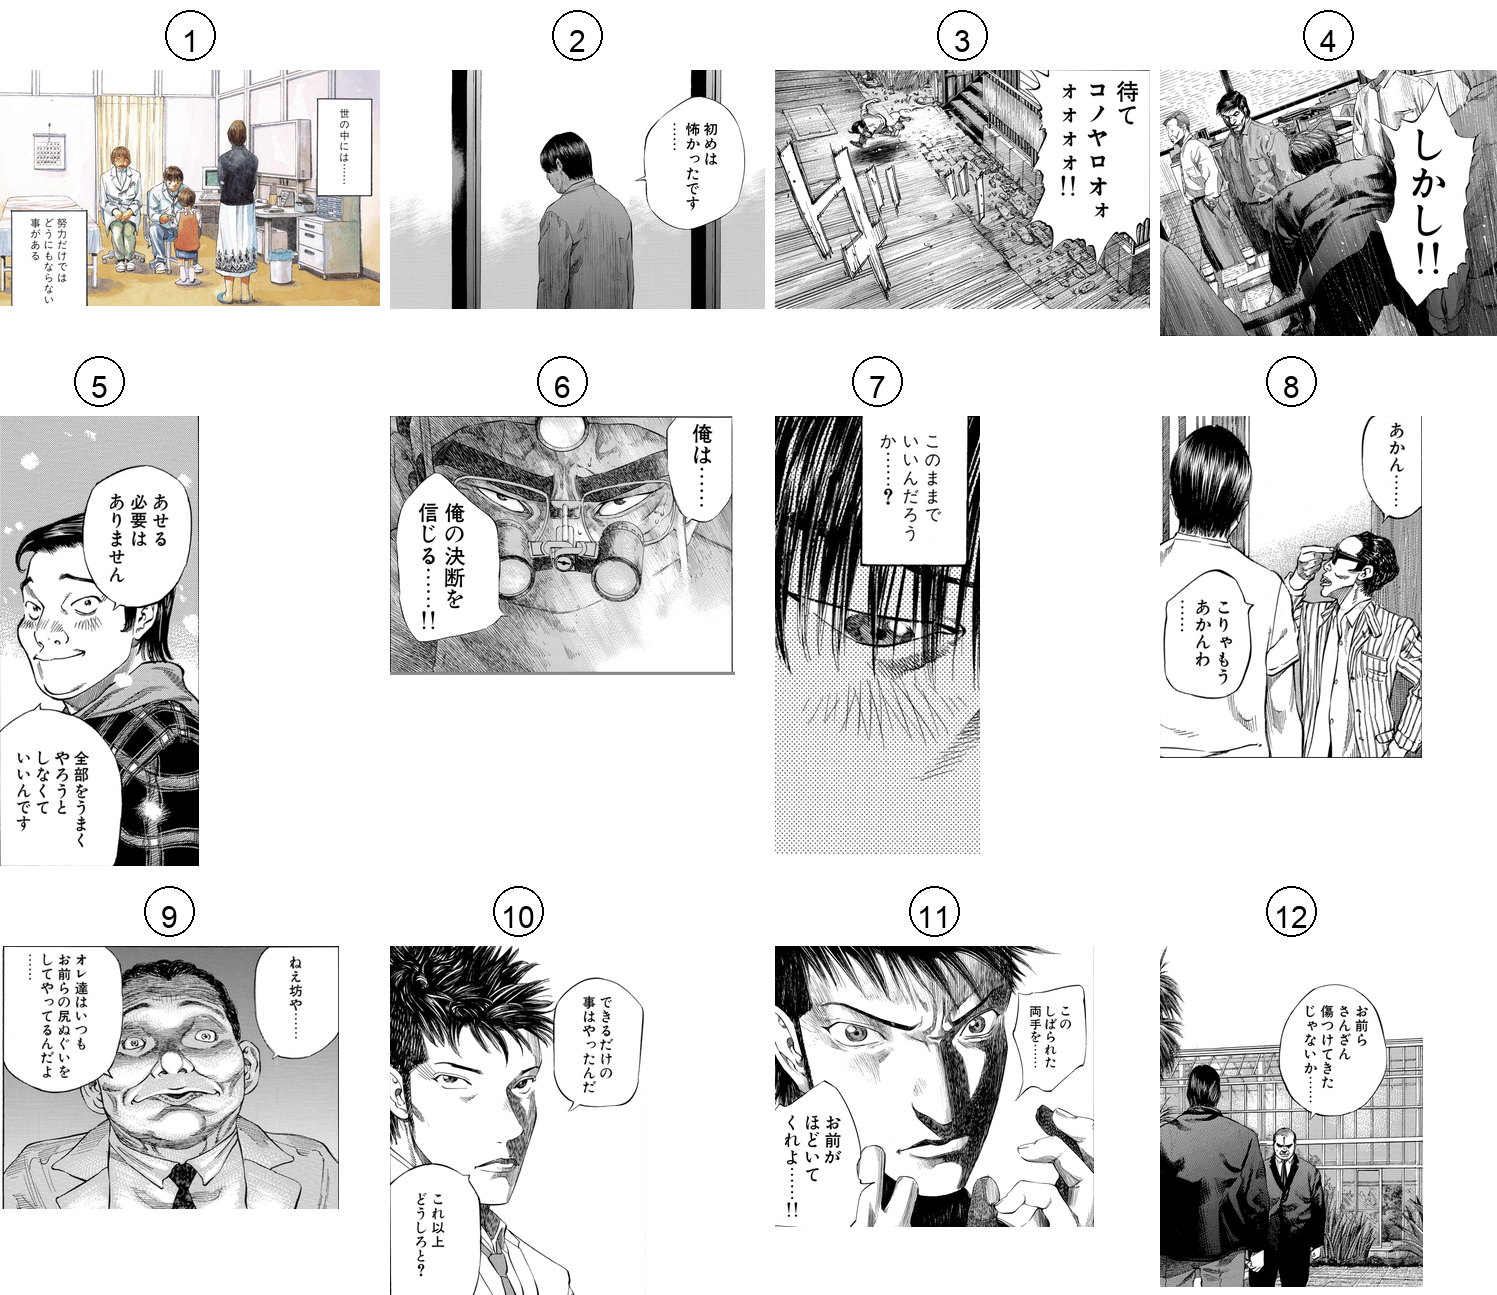 1
世の中には……
努力だけでは
どうにもならない
事がある
2
初めは
怖かったです
……
3
待て
コノヤロオォ
ォォォォ!!
ドドドドド
4
しかし!!
5
あせる
必要は
ありません
全部をうまく
やろうと
しなくて
いいんです
6
俺は……
俺の決断を
信じる……!!
7
このままで
いいんだろう
か……?
8
あかん……
こりゃもう
あかんわ
……
9
ねえ坊や……
オレ達はいつも
お前らの尻ぬぐいを
してやってるんだよ
……
10
できるだけの
事はやったんだ
これ以上
どうしろと?
11
この
しばられた
両手を……
お前が
ほどいて
くれよ……!!
12
お前ら
さんざん
傷つけてきた
じゃないか……